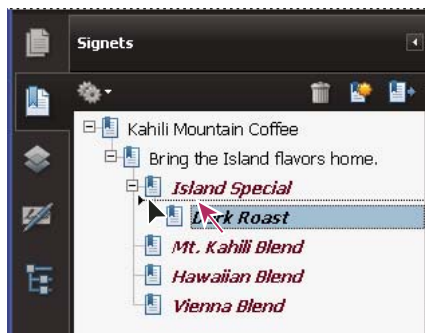 Signets
Kahili Mountain Coffee
Bring the Island flavors home.
Island Special
Dark Roast
Mt. Kahili Blend
Hawaiian Blend
Vienna Blend